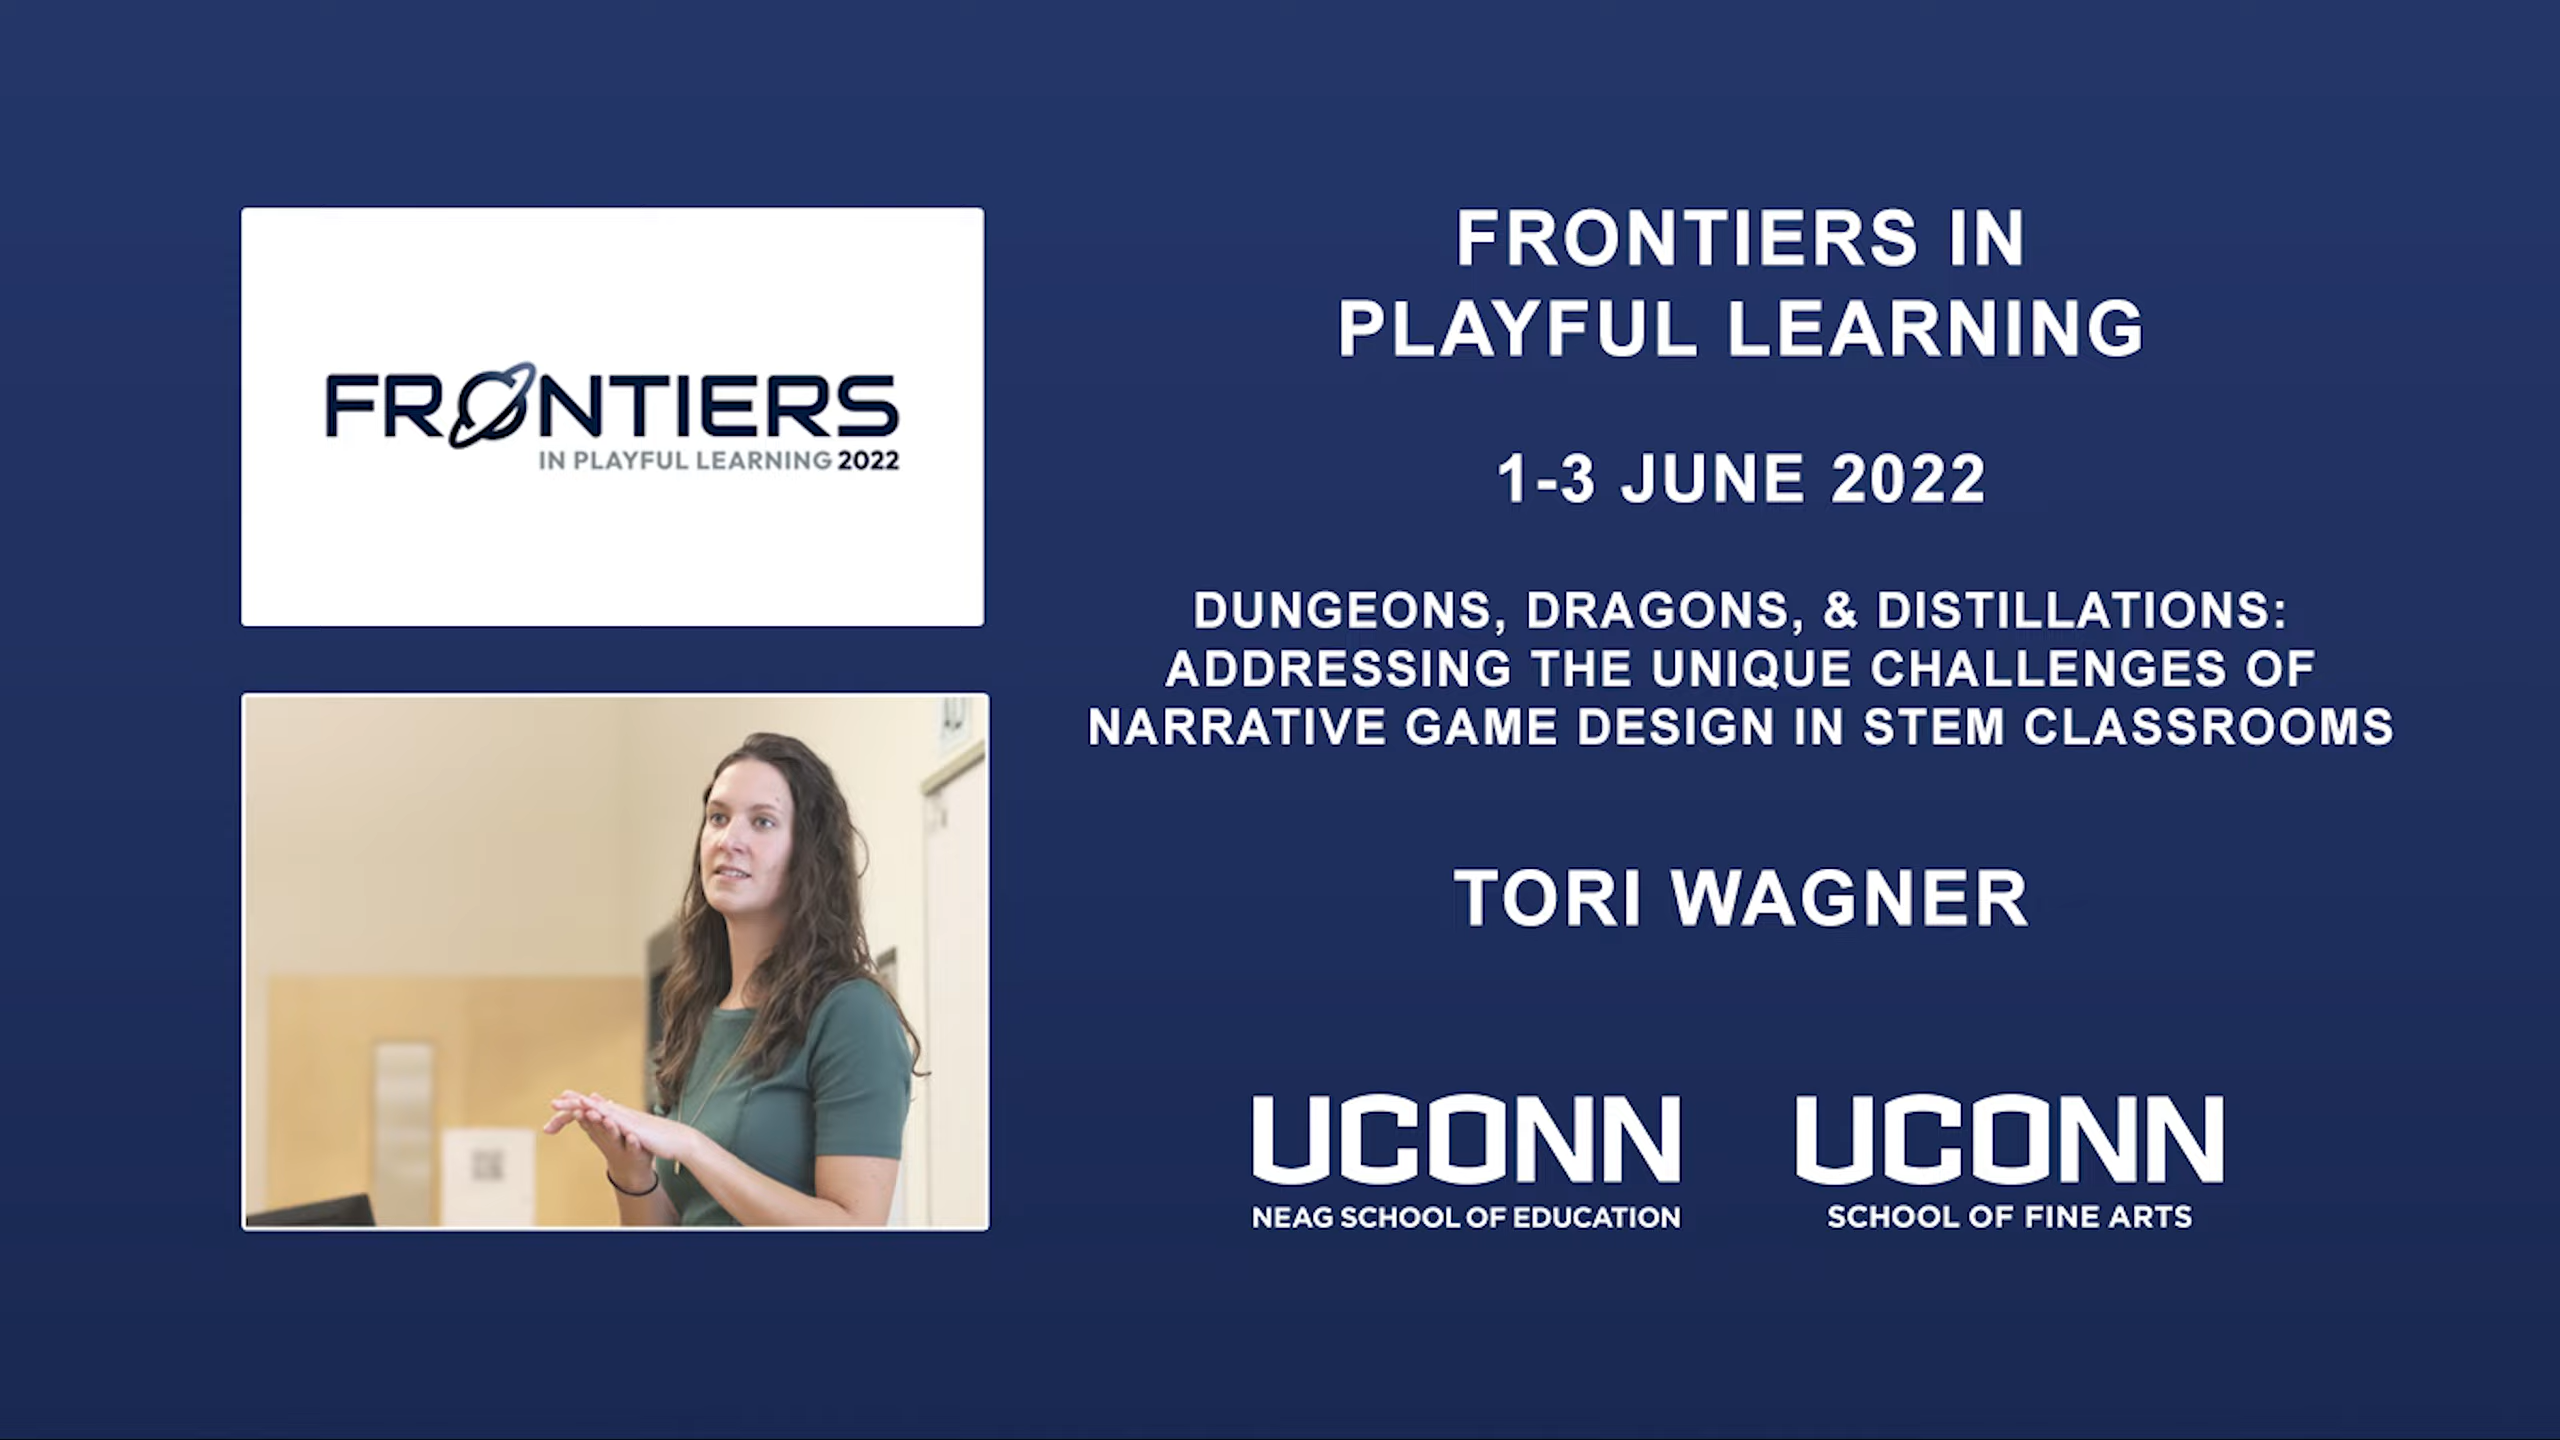 FRONTIERS
IN PLAYFUL LEARNING 2022
FRONTIERS IN
PLAYFUL LEARNING
1-3 JUNE 2022
DUNGEONS, DRAGONS, & DISTILLATIONS:
ADDRESSING THE UNIQUE CHALLENGES OF
NARRATIVE GAME DESIGN IN STEM CLASSROOMS
TORI WAGNER
UCONN
NEAG SCHOOL OF EDUCATION
UCONN
SCHOOL OF FINE ARTS